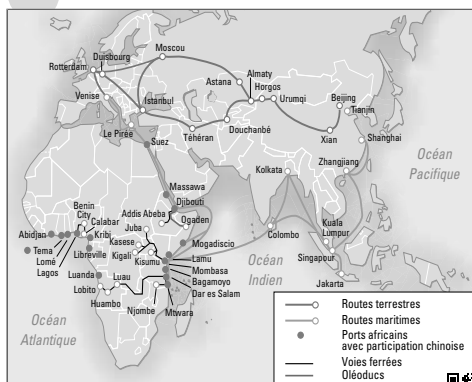 Moscou
Rotterdam
Duisbourg
Astana
Almaty
Horgos
Urumqi
Beijing
Tianjin
Venise
Istanbul
Le Pirée
Téhéran
Douchanbé
Xian
Shanghai
Suez
Océan
Pacifique
Kolkata
Zhangjiang
Massawa
Djibouti
Benin
City
Calabar
Addis Abeba
Ogaden
Juba
Abidjan
Kribi
Kasese
Mogadiscio
Colombo
Kuala
Lumpur
Tema
Lomé
Lagos
Libreville
Kigali
Kisumu
Lamu
Mombasa
Bagamoyo
Dar es Salam
Océan
Indien
Singapour
Jakarta
Luanda
Luau
Lobito
Huambo
Njombe
Mtwara
Océan
Atlantique
Routes terrestres
Routes maritimes
Ports africains
avec participation chinoise
Voies ferrées
Oléoducs